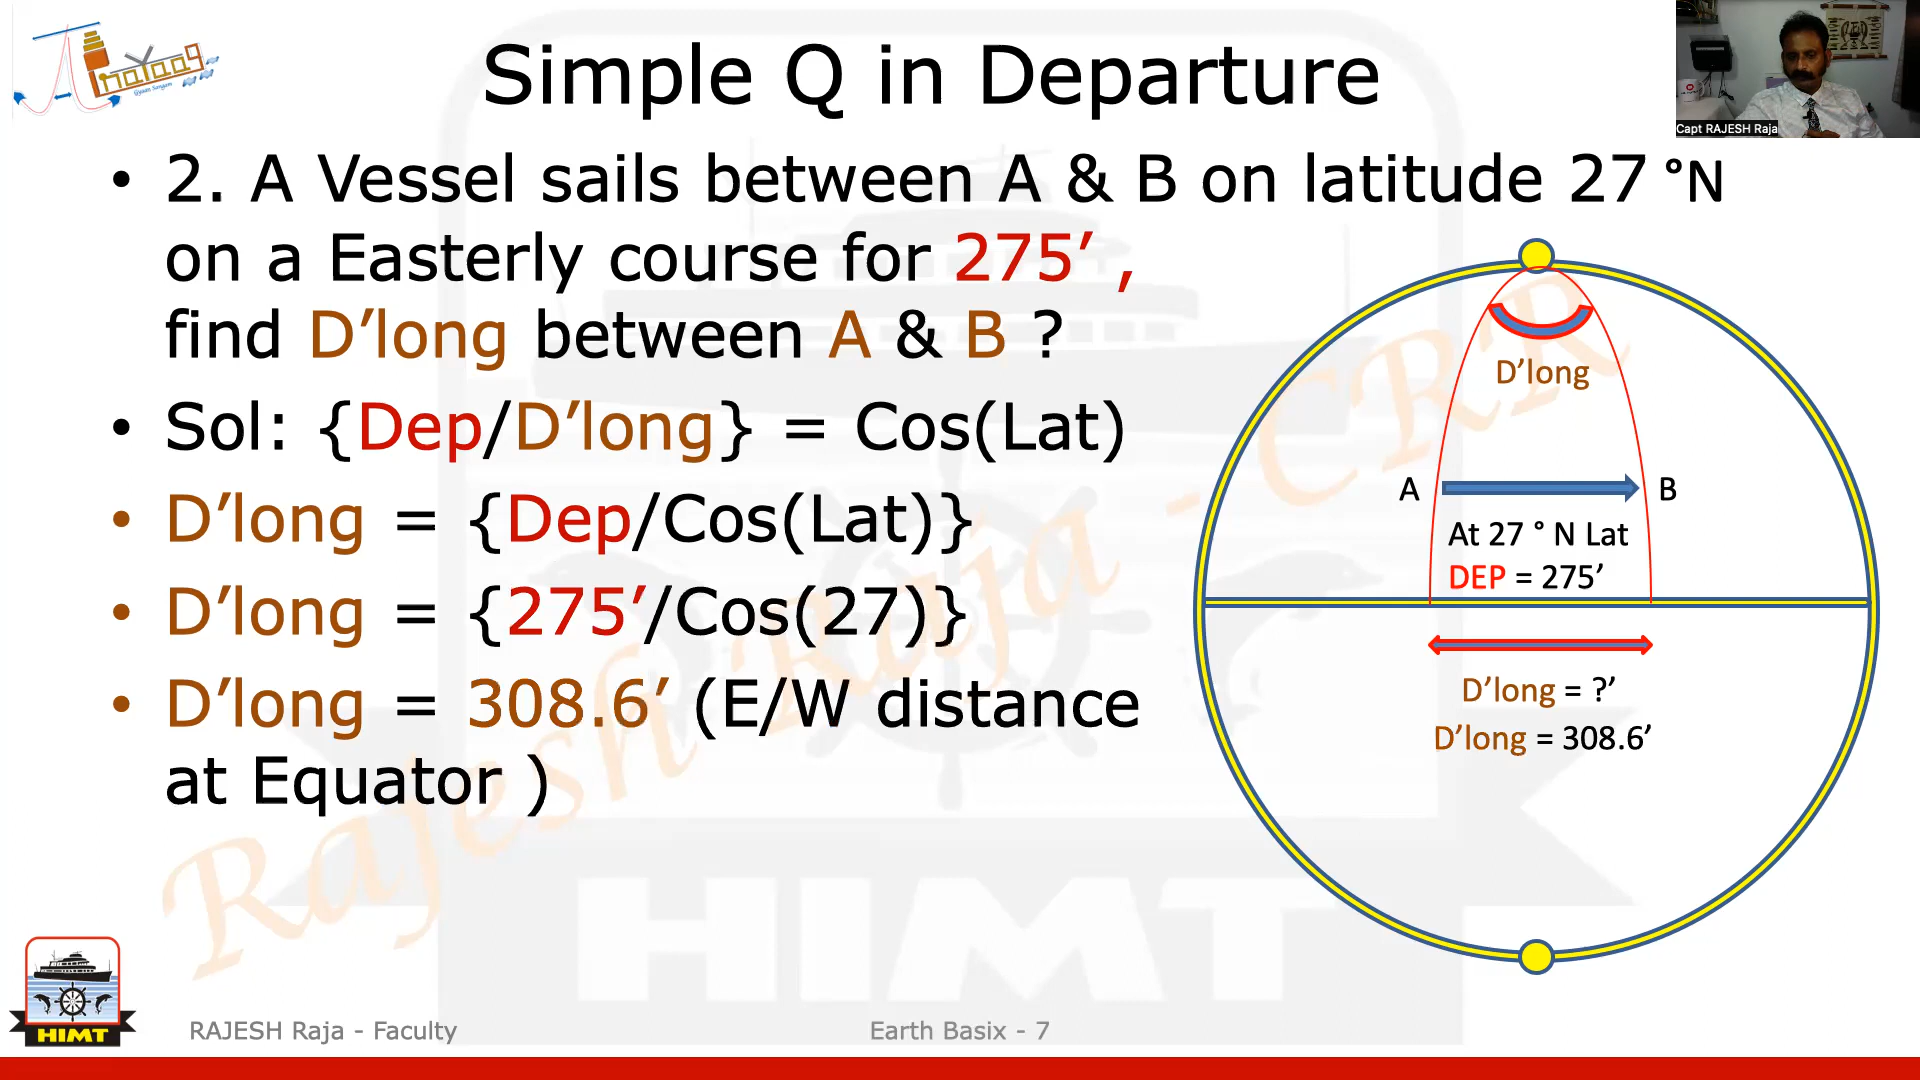 Simple Q in Departure
Capt RAJESH Raja
• 2. A Vessel sails between A & B on latitude 27 °N
on a Easterly course for 275’ ,
find D’long between A & B ?
• Sol: {Dep/D’long} = Cos(Lat)
• D’long = {Dep/Cos(Lat)}
• D’long = {275’/Cos(27)}
• D’long = 308.6’ (E/W distance
at Equator )
D’long
A
B
At 27 ° N Lat
DEP = 275’
D’long = ?’
D’long = 308.6’
Rajesh Raja - CRR
HIMT
HIMT
RAJESH Raja - Faculty
Earth Basix - 7